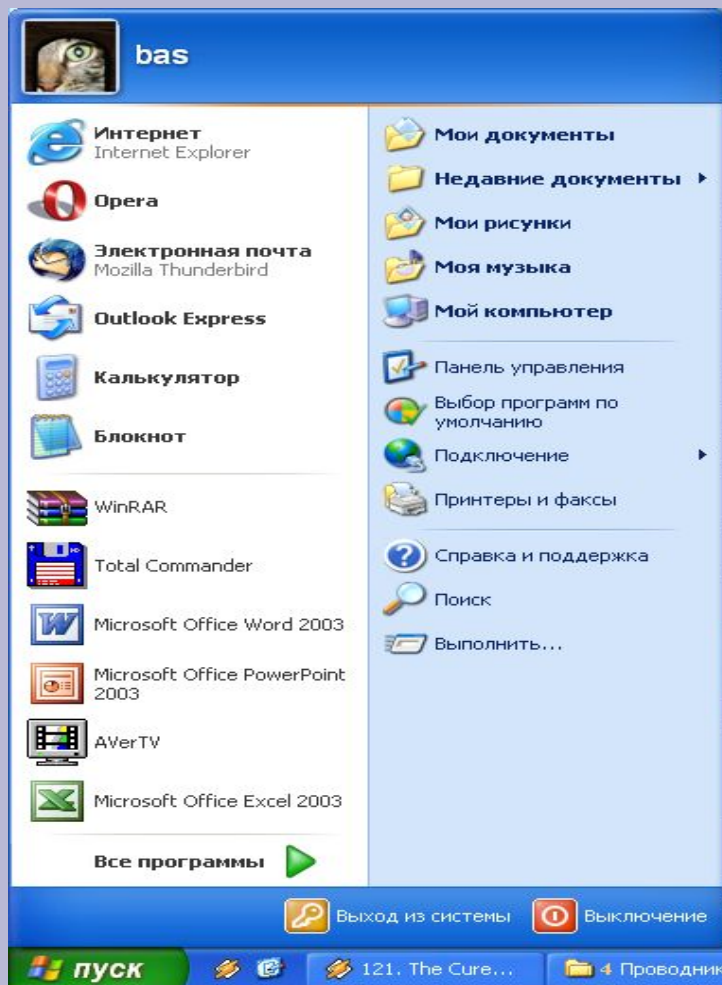 bas
Интернет
Internet Explorer
Opera
Электронная почта
Mozilla Thunderbird
Outlook Express
Калькулятор
Блокнот
WinRAR
Total Commander
Microsoft Office Word 2003
Microsoft Office PowerPoint
2003
AVerTV
Microsoft Office Excel 2003
Все программы
Мои документы
Недавние документы
Мои рисунки
Моя музыка
Мой компьютер
Панель управления
Выбор программ по
умолчанию
Подключение
Принтеры и факсы
Справка и поддержка
Поиск
Выполнить...
Выход из системы
Выключение
пуск
121. The Cure...
4 Проводник